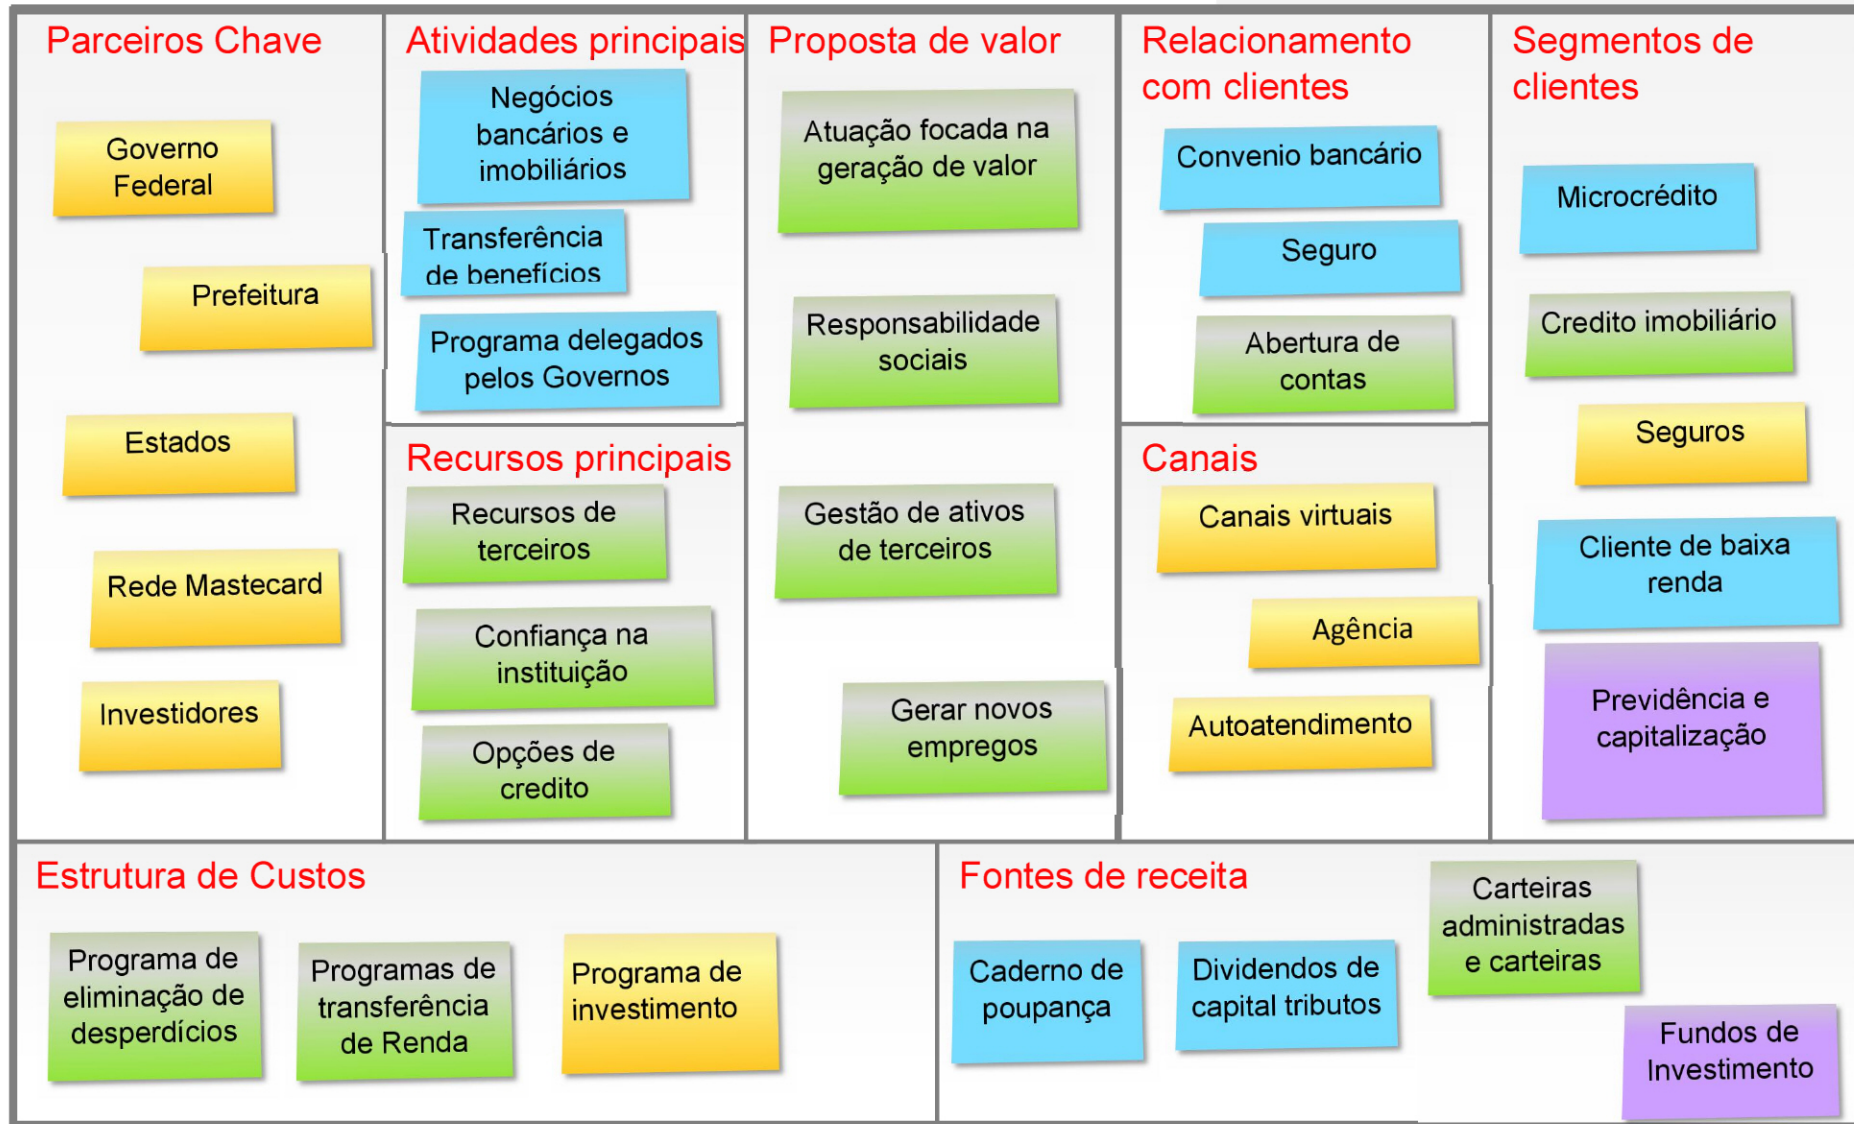 Parceiros Chave
Governo
Federal
Prefeitura
Estados
Rede Mastecard
Investidores
Atividades principais
Negócios
bancários e
imobiliários
Transferência
de benefícios
Programa delegados
pelos Governos
Recursos principais
Recursos de
terceiros
Confiança na
instituição
Opções de
credito
Proposta de valor
Atuação focada na
geração de valor
Responsabilidade
sociais
Gestão de ativos
de terceiros
Gerar novos
empregos
Relacionamento
com clientes
Convenio bancário
Seguro
Abertura de
contas
Canais
Canais virtuais
Agência
Autoatendimento
Segmentos de
clientes
Microcrédito
Credito imobiliário
Seguros
Cliente de baixa
renda
Previdência e
capitalização
Estrutura de Custos
Programa de
eliminação de
desperdícios
Programas de
transferência
de Renda
Programa de
investimento
Fontes de receita
Caderno de
poupança
Dividendos de
capital tributos
Carteiras
administradas
e carteiras
Fundos de
Investimento